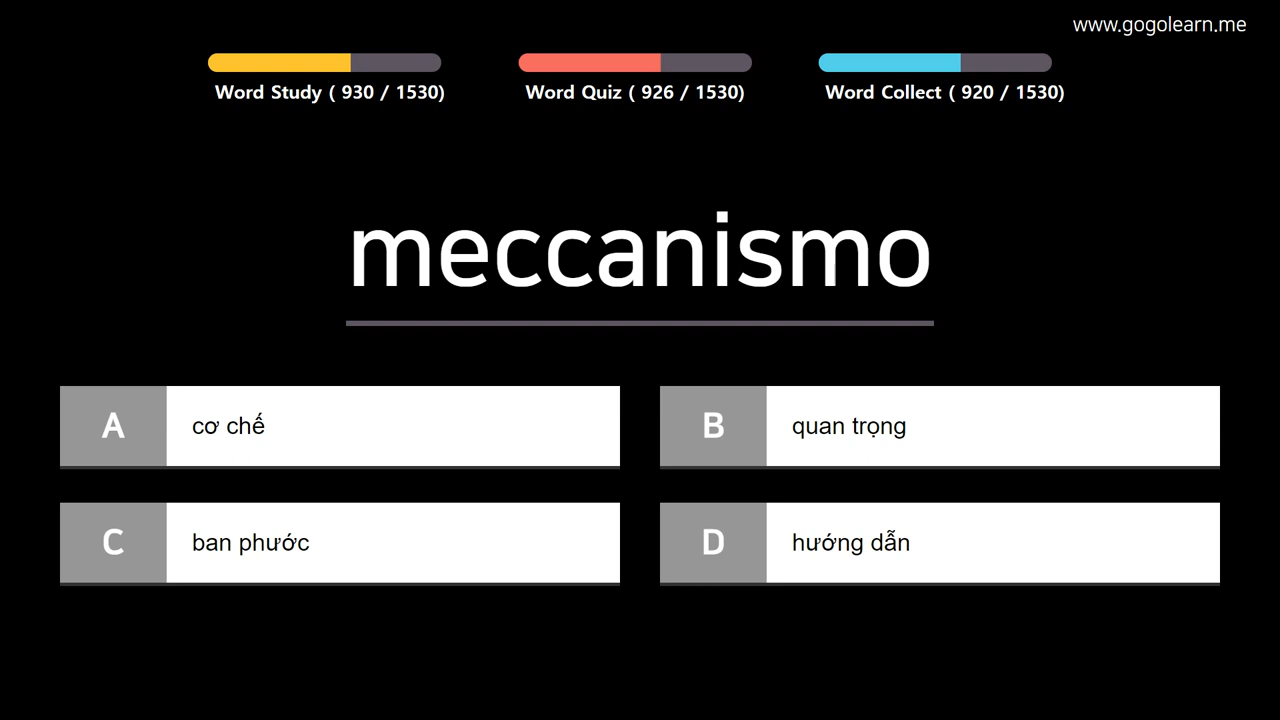 www.gogolearn.me
Word Study ( 930 / 1530)
Word Quiz ( 926 / 1530)
Word Collect ( 920 / 1530)
meccanismo
A cơ chế
B quan trọng
C ban phước
D hướng dẫn